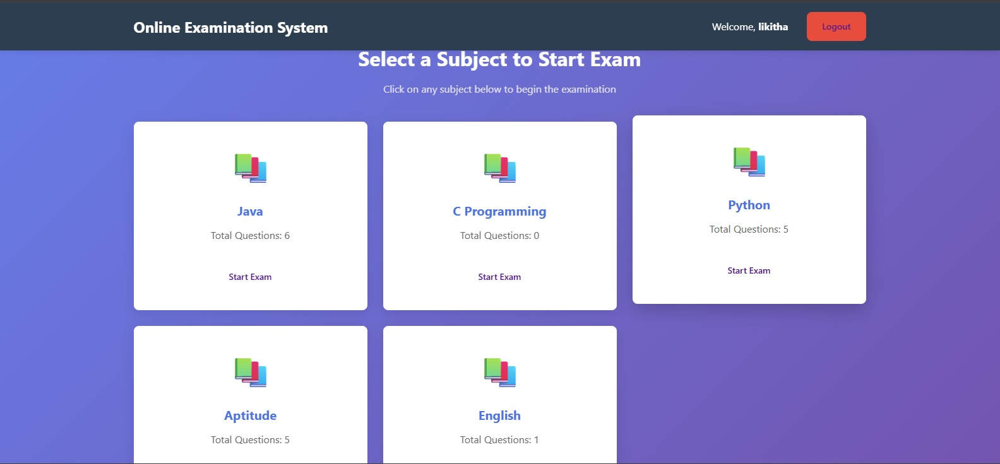 Online Examination System
Welcome, likitha
Logout
Select a Subject to Start Exam
Click on any subject below to begin the examination
Java
Total Questions: 6
Start Exam
C Programming
Total Questions: 0
Start Exam
Python
Total Questions: 5
Start Exam
Aptitude
Total Questions: 5
English
Total Questions: 1